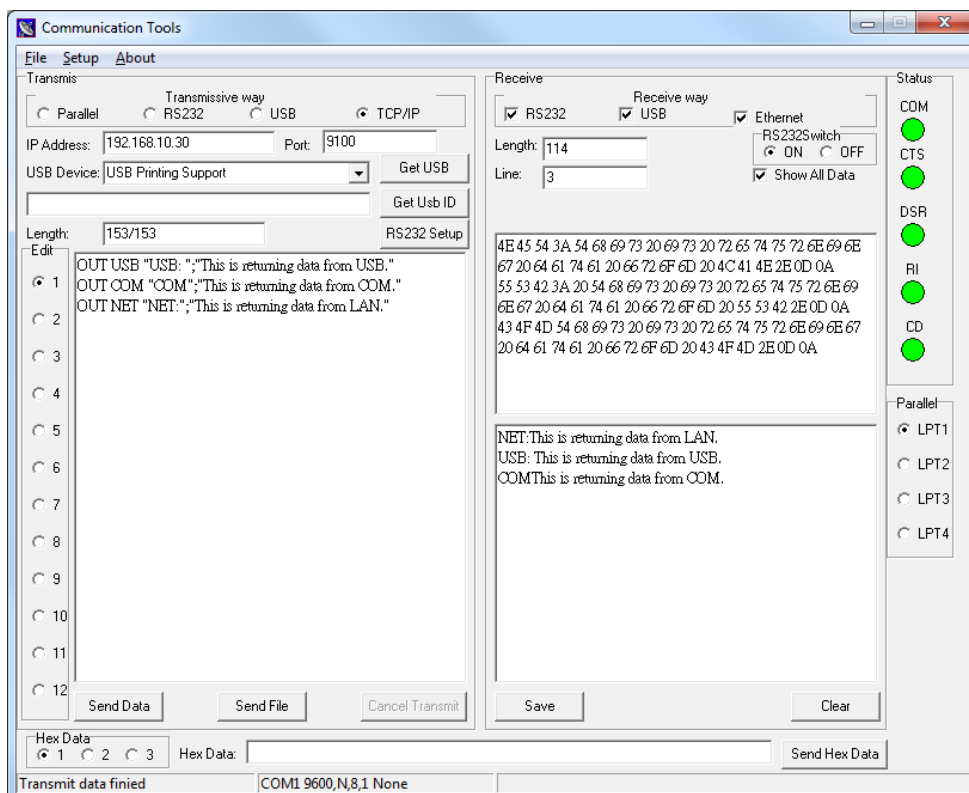 Communication Tools
File Setup About
Transmis
Transmissive way
Parallel RS232 USB TCP/IP
IP Address: 192.168.10.30 Port: 9100
USB Device: USB Printing Support Get USB
Get Usb ID
Length: 153/153 RS232 Setup
Edit
1
2
3
4
5
6
7
8
9
10
11
12
OUT USB "USB: ";"This is returning data from USB."
OUT COM "COM";"This is returning data from COM."
OUT NET "NET:";"This is returning data from LAN."
Send Data Send File Cancel Transmit
Receive
Receive way
RS232 USB Ethernet
Length: 114
Line: 3
RS232Switch
ON OFF
Show All Data
4E 45 54 3A 54 68 69 73 20 69 73 20 72 65 74 75 72 6E 69 6E
67 20 64 61 74 61 20 66 72 6F 6D 20 4C 41 4E 2E 0D 0A
55 53 42 3A 20 54 68 69 73 20 69 73 20 72 65 74 75 72 6E 69
6E 67 20 64 61 74 61 20 66 72 6F 6D 20 55 53 42 2E 0D 0A
43 4F 4D 54 68 69 73 20 69 73 20 72 65 74 75 72 6E 69 6E 67
20 64 61 74 61 20 66 72 6F 6D 20 43 4F 4D 2E 0D 0A
NET:This is returning data from LAN.
USB: This is returning data from USB.
COMThis is returning data from COM.
Save Clear
Status
COM
CTS
DSR
RI
CD
Parallel
LPT1
LPT2
LPT3
LPT4
Hex Data
1 2 3 Hex Data: Send Hex Data
Transmit data finied COM1 9600,N,8,1 None